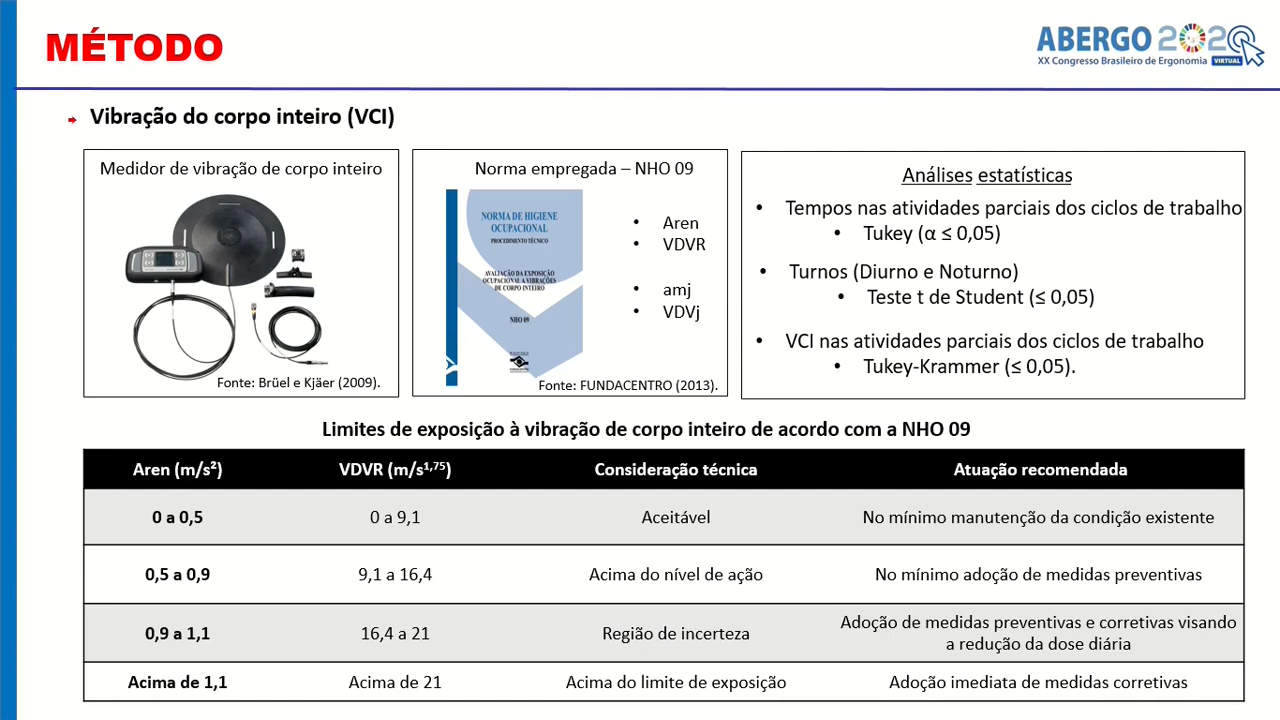 MÉTODO
ABERGO 2020
XX Congresso Brasileiro de Ergonomia VIRTUAL
Vibração do corpo inteiro (VCI)
Medidor de vibração de corpo inteiro
Fonte: Brüel e Kjäer (2009).
Norma empregada – NHO 09
NORMA DE HIGIENE
OCUPACIONAL
PROCEDIMENTO TÉCNICO
AVALIAÇÃO DA EXPOSIÇÃO
OCUPACIONAL A VIBRAÇÕES
DE CORPO INTEIRO
NHO 09
• Aren
• VDVR
• amj
• VDVj
Fonte: FUNDACENTRO (2013).
Análises estatísticas
• Tempos nas atividades parciais dos ciclos de trabalho
• Tukey (α ≤ 0,05)
• Turnos (Diurno e Noturno)
• Teste t de Student (≤ 0,05)
• VCI nas atividades parciais dos ciclos de trabalho
• Tukey-Krammer (≤ 0,05).
Limites de exposição à vibração de corpo inteiro de acordo com a NHO 09
Aren (m/s²) VDVR (m/s¹,⁷⁵) Consideração técnica Atuação recomendada
0 a 0,5 0 a 9,1 Aceitável No mínimo manutenção da condição existente
0,5 a 0,9 9,1 a 16,4 Acima do nível de ação No mínimo adoção de medidas preventivas
0,9 a 1,1 16,4 a 21 Região de incerteza Adoção de medidas preventivas e corretivas visando
a redução da dose diária
Acima de 1,1 Acima de 21 Acima do limite de exposição Adoção imediata de medidas corretivas